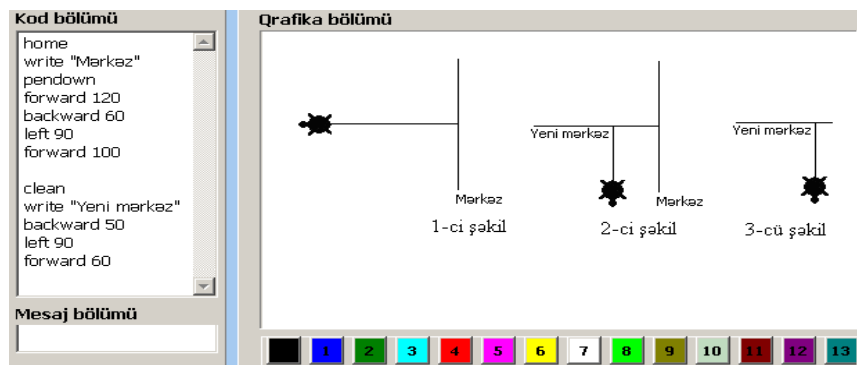 Kod bölümü
home
write "Mərkəz"
pendown
forward 120
backward 60
left 90
forward 100
clean
write "Yeni mərkəz"
backward 50
left 90
forward 60
Mesaj bölümü
Qrafika bölümü
Mərkəz
1-ci şəkil
Yeni mərkəz
Mərkəz
2-ci şəkil
Yeni mərkəz
3-cü şəkil
1 2 3 4 5 6 7 8 9 10 11 12 13